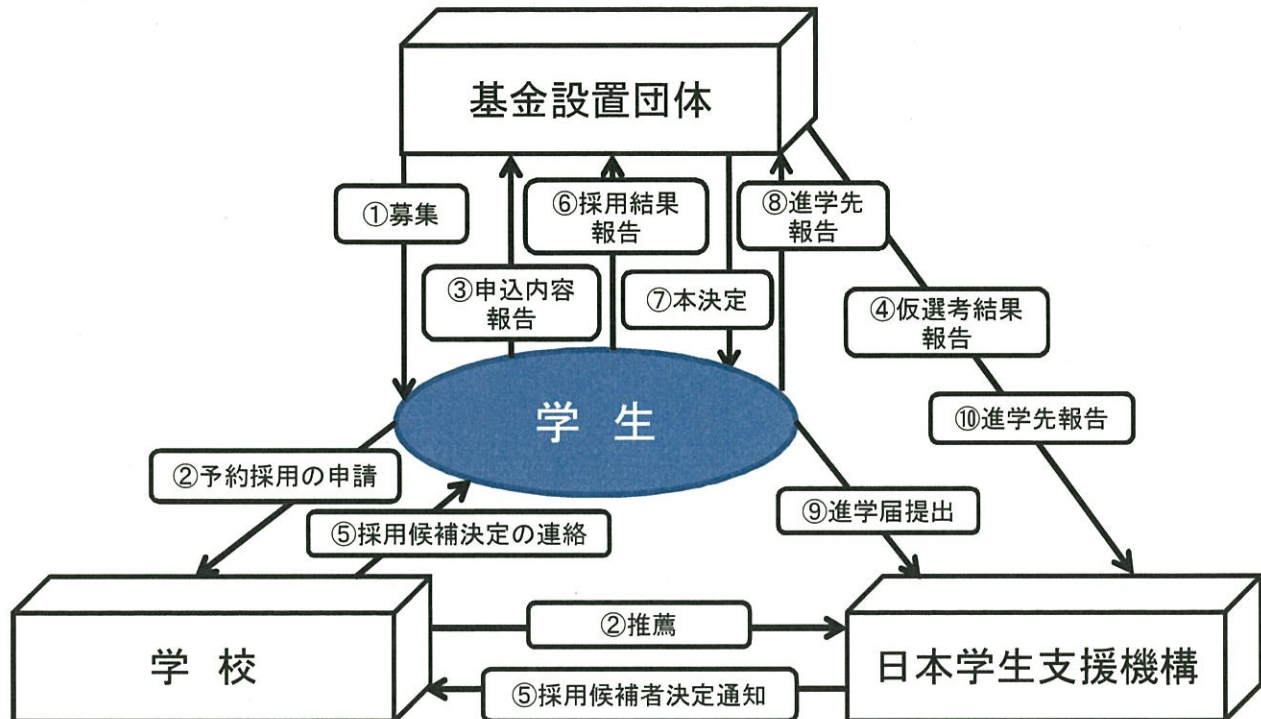 基金設置団体
①募集
⑥採用結果
報告
⑧進学先
報告
③申込内容
報告
⑦本決定
④仮選考結果
報告
学 生
⑩進学先報告
②予約採用の申請
⑤採用候補決定の連絡
⑨進学届提出
②推薦
学 校
日本学生支援機構
⑤採用候補者決定通知